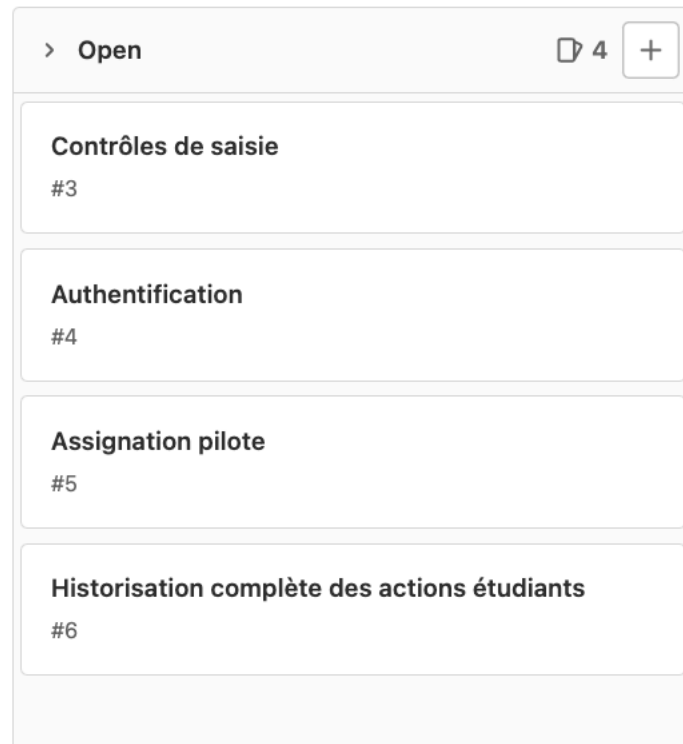 Open 4
Contrôles de saisie
#3
Authentification
#4
Assignation pilote
#5
Historisation complète des actions étudiants
#6